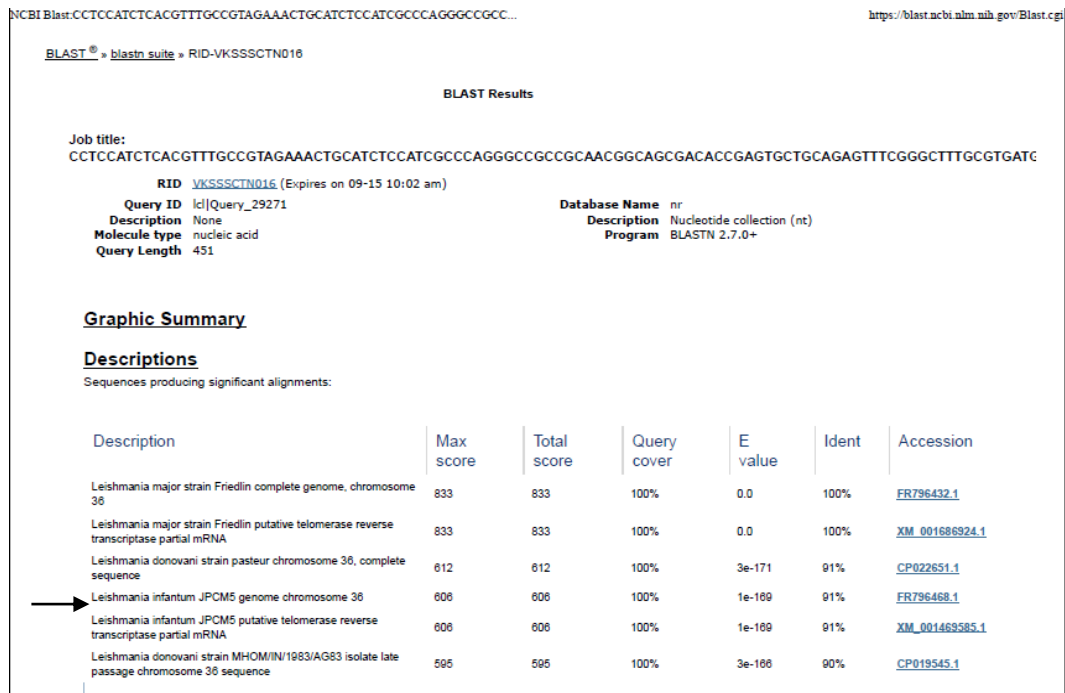 NCBI Blast:CCTCCATCTCACGTTTGCCGTAGAAACTGCATCTCCATCGCCCAGGGCCGCC...
https://blast.ncbi.nlm.nih.gov/Blast.cgi
BLAST ® » blastn suite » RID-VKSSSCTN016
BLAST Results
Job title:
CCTCCATCTCACGTTTGCCGTAGAAACTGCATCTCCATCGCCCAGGGCCGCCGCAACGGCAGCGACACCGAGTGCTGCAGAGTTTCGGGCTTTGCGTGATG
RID VKSSSCTN016 (Expires on 09-15 10:02 am)
Query ID lcl|Query_29271
Description None
Molecule type nucleic acid
Query Length 451
Database Name nr
Description Nucleotide collection (nt)
Program BLASTN 2.7.0+
Graphic Summary
Descriptions
Sequences producing significant alignments:
Description Max score Total score Query cover E value Ident Accession
Leishmania major strain Friedlin complete genome, chromosome
36 833 833 100% 0.0 100% FR796432.1
Leishmania major strain Friedlin putative telomerase reverse
transcriptase partial mRNA 833 833 100% 0.0 100% XM_001686924.1
Leishmania donovani strain pasteur chromosome 36, complete
sequence 612 612 100% 3e-171 91% CP022651.1
Leishmania infantum JPCM5 genome chromosome 36 606 606 100% 1e-169 91% FR796468.1
Leishmania infantum JPCM5 putative telomerase reverse
transcriptase partial mRNA 606 606 100% 1e-169 91% XM_001469585.1
Leishmania donovani strain MHOM/IN/1983/AG83 isolate late
passage chromosome 36 sequence 595 595 100% 3e-166 90% CP019545.1